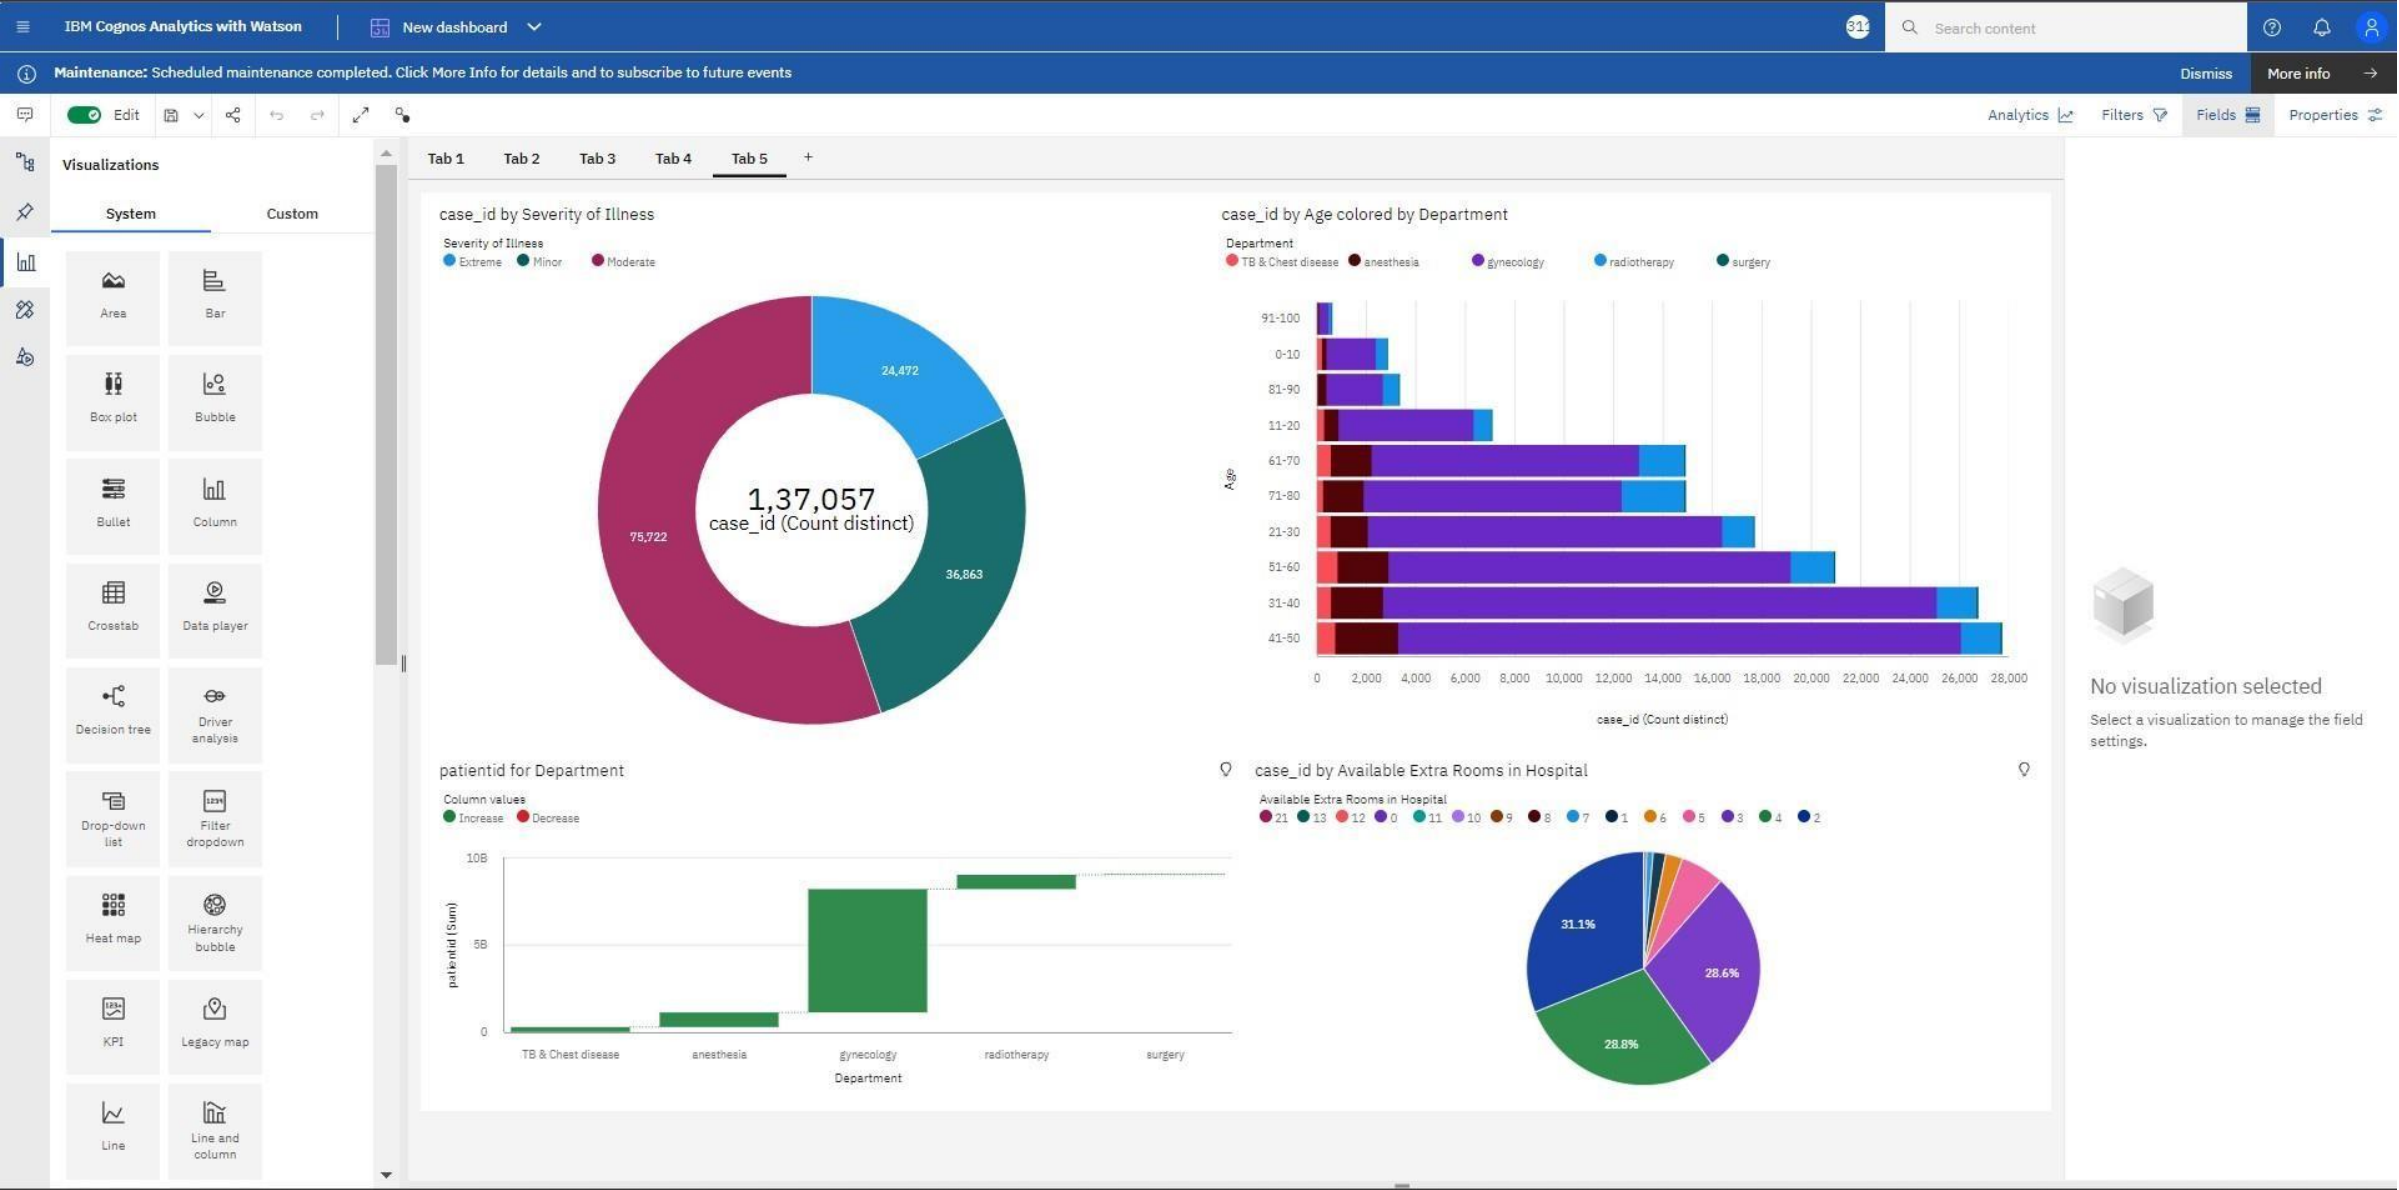 IBM Cognos Analytics with Watson
New dashboard
Search content
Maintenance: Scheduled maintenance completed. Click More Info for details and to subscribe to future events
Dismiss
More info
Edit
Analytics
Filters
Fields
Properties
Visualizations
System
Custom
Area
Bar
Box plot
Bubble
Bullet
Column
Crosstab
Data player
Decision tree
Driver
analysis
Drop-down
list
Filter
dropdown
Heat map
Hierarchy
bubble
KPI
Legacy map
Line
Line and
column
Tab 1 Tab 2 Tab 3 Tab 4 Tab 5 +
case_id by Severity of Illness
Severity of Illness
Extreme Minor Moderate
24,472
1,37,057
case_id (Count distinct)
75,722
36,863
case_id by Age colored by Department
Department
TB & Chest disease anesthesia gynecology radiotherapy surgery
Age
91-100
0-10
81-90
11-20
61-70
71-80
21-30
51-60
31-40
41-50
0 2,000 4,000 6,000 8,000 10,000 12,000 14,000 16,000 18,000 20,000 22,000 24,000 26,000 28,000
case_id (Count distinct)
patientid for Department
Column values
Increase Decrease
patientid (Sum)
10B
5B
0
TB & Chest disease anesthesia gynecology radiotherapy surgery
Department
case_id by Available Extra Rooms in Hospital
Available Extra Rooms in Hospital
21 13 12 0 11 10 9 8 7 1 6 5 3 4 2
31.1%
28.6%
28.8%
No visualization selected
Select a visualization to manage the field
settings.